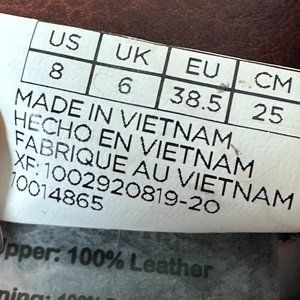 US UK EU CM
8 6 38.5 25
MADE IN VIETNAM
HECHO EN VIETNAM
FABRIQUE AU VIETNAM
XF: 1002920819-20
10014865
Upper: 100% Leather
100%